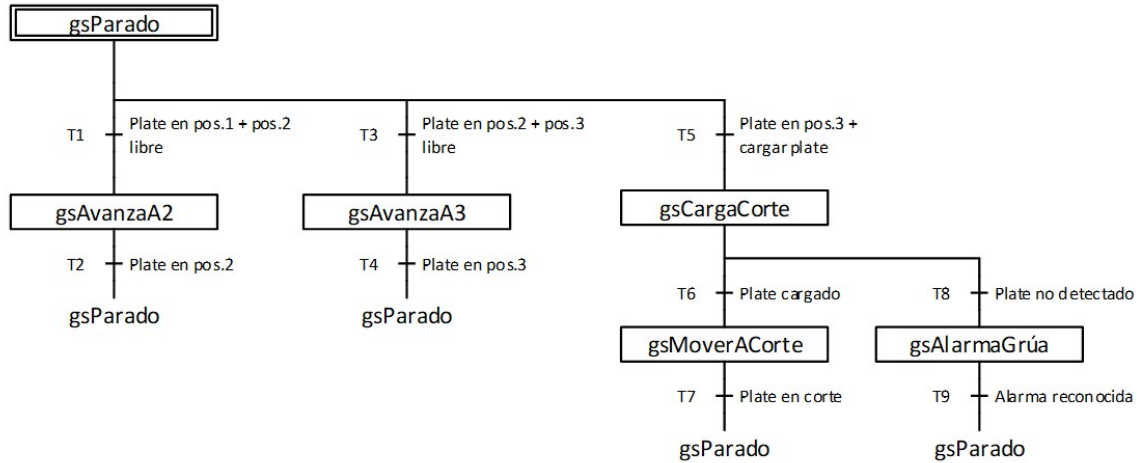 gsParado
T1
Plate en pos.1 + pos.2
libre
T3
Plate en pos.2 + pos.3
libre
T5
Plate en pos.3 +
cargar plate
gsAvanzaA2
gsAvanzaA3
gsCargaCorte
T2
Plate en pos.2
T4
Plate en pos.3
gsParado
gsParado
T6
Plate cargado
T8
Plate no detectado
gsMoverACorte
gsAlarmaGrúa
T7
Plate en corte
T9
Alarma reconocida
gsParado
gsParado